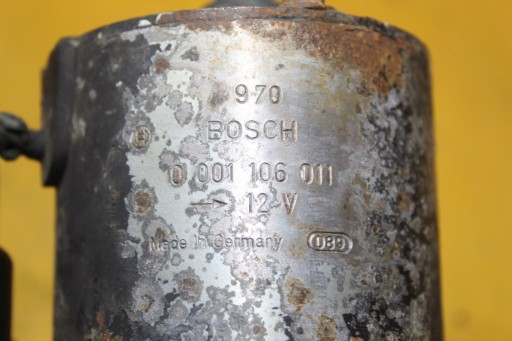 970
BOSCH
0 001 106 011
→ 12 V
Made in Germany 089